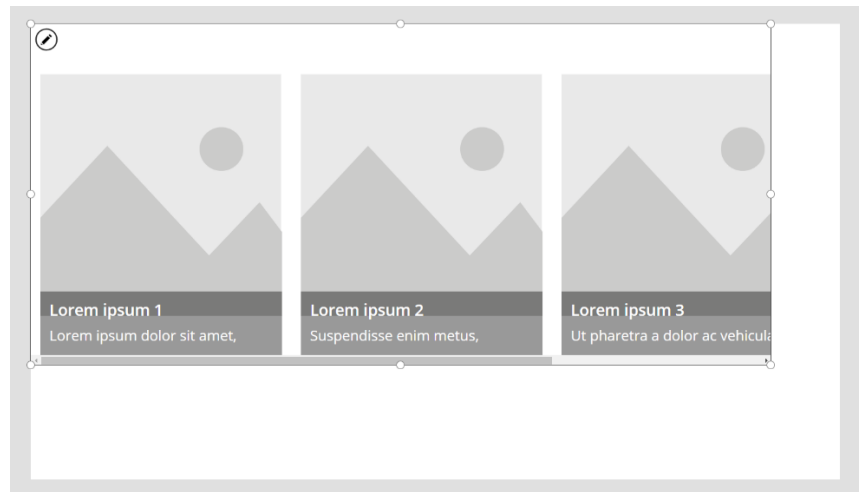 Lorem ipsum 1
Lorem ipsum dolor sit amet,
Lorem ipsum 2
Suspendisse enim metus,
Lorem ipsum 3
Ut pharetra a dolor ac vehicula